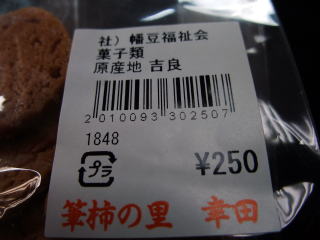 社）幡豆福祉会
菓子類
原産地 吉良
2010093302507
1848
プラ
¥250
筆柿の里 幸田